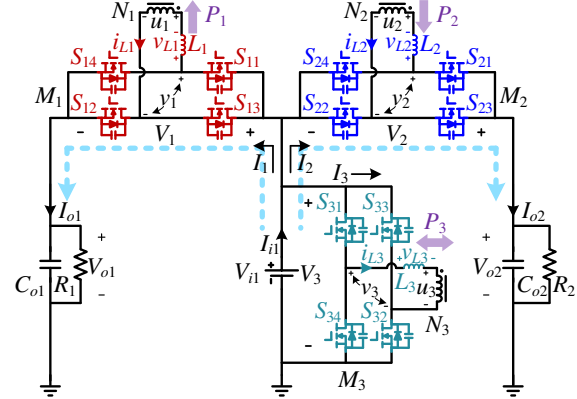 N1 + u1 - P1
N2 - u2 + P2
iL1 - vL1 + L1
iL2 - vL2 + L2
S14 S11 S24 S21
M1 + y1 - + y2 - M2
S12 S13 S22 S23
- V1 + - V2 +
I1 I2
I3
Io1 + S31 S33 P3 Io2
Ii1 iL3 +vL3-
+ Vo1 - Vi1 + V3 - + v3 - L3 + u3 - + Vo2 -
Co1 R1 Co2 R2
S34 S32 N3
M3